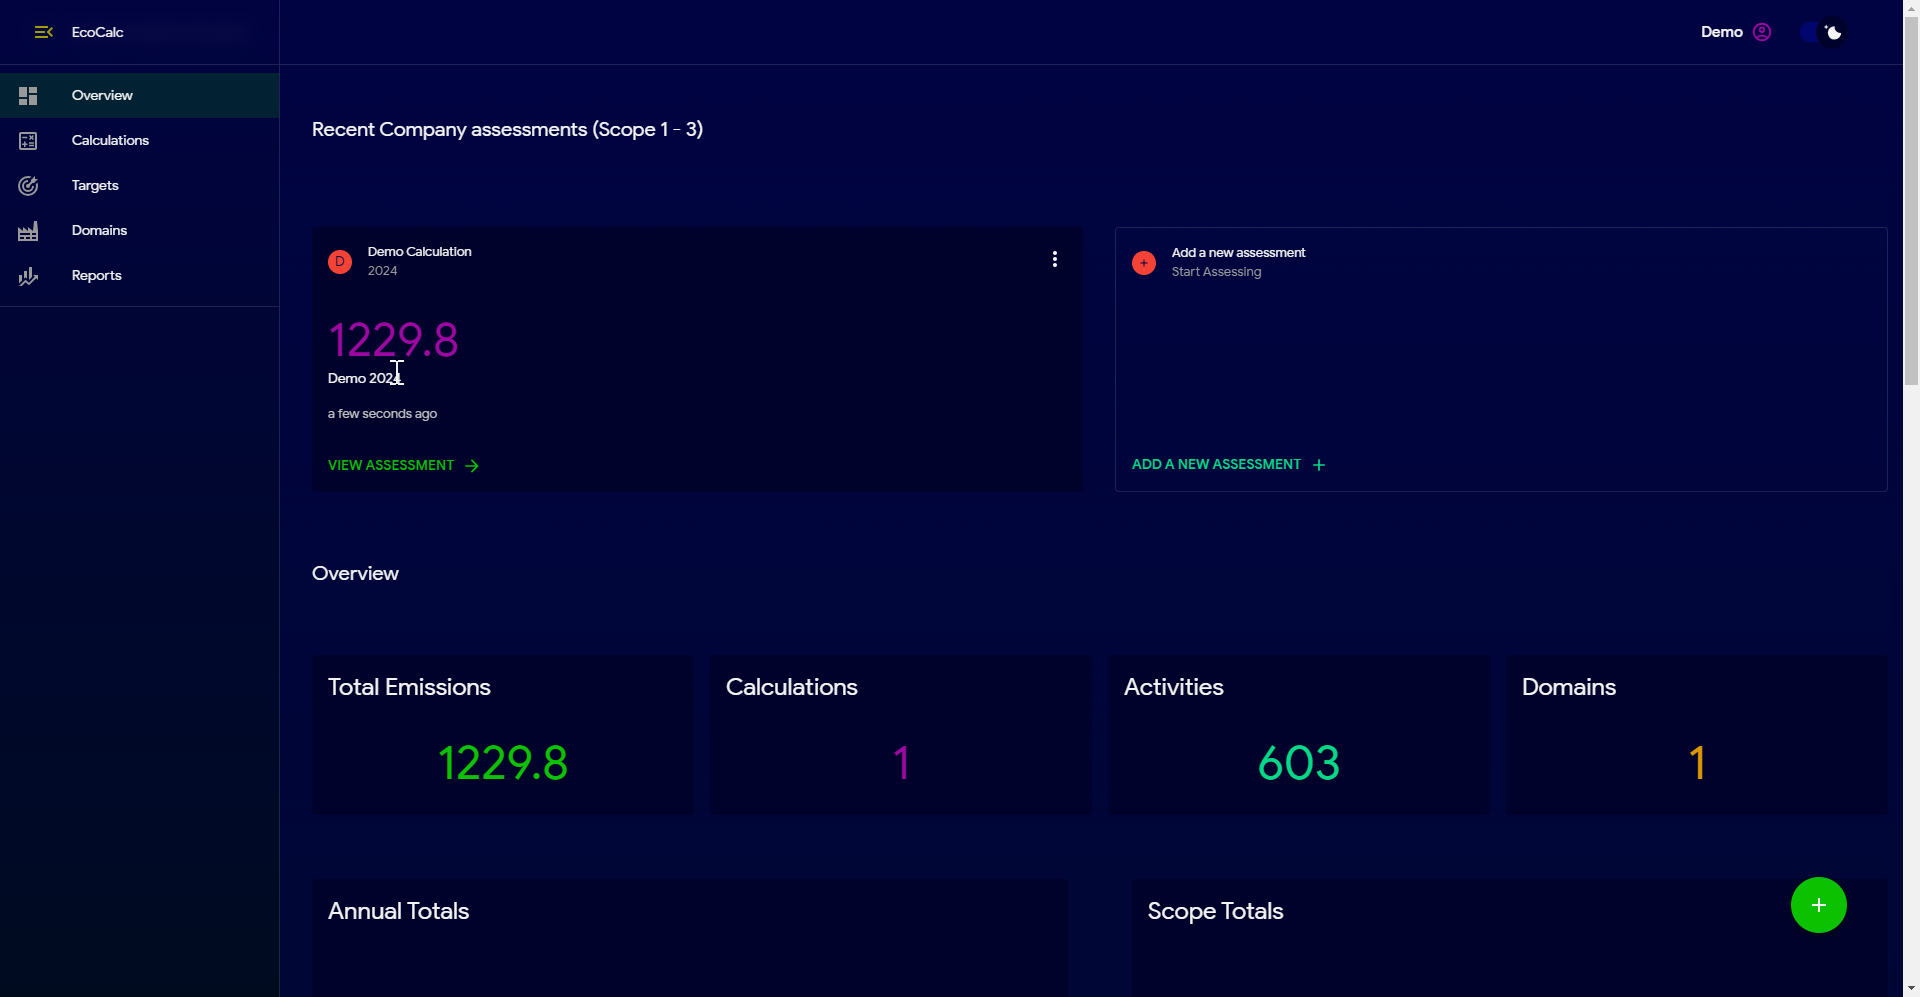 EcoCalc
Demo
Overview
Calculations
Targets
Domains
Reports
Recent Company assessments (Scope 1 - 3)
D
Demo Calculation
2024
1229.8
Demo 2024
a few seconds ago
VIEW ASSESSMENT
Add a new assessment
Start Assessing
ADD A NEW ASSESSMENT
Overview
Total Emissions
1229.8
Calculations
1
Activities
603
Domains
1
Annual Totals
Scope Totals